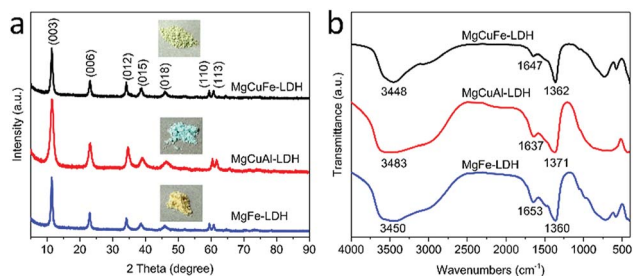 a
(003)
(006)
(012)
(015)
(018)
(110)
(113)
MgCuFe-LDH
MgCuAl-LDH
MgFe-LDH
Intensity (a.u.)
5 10 20 30 40 50 60 70 80 90
2 Theta (degree)
b
MgCuFe-LDH
1647
3448
1362
MgCuAl-LDH
1637
3483
1371
MgFe-LDH
1653
3450
1360
Transmittance (a.u.)
4000 3500 3000 2500 2000 1500 1000 500
Wavenumbers (cm-1)